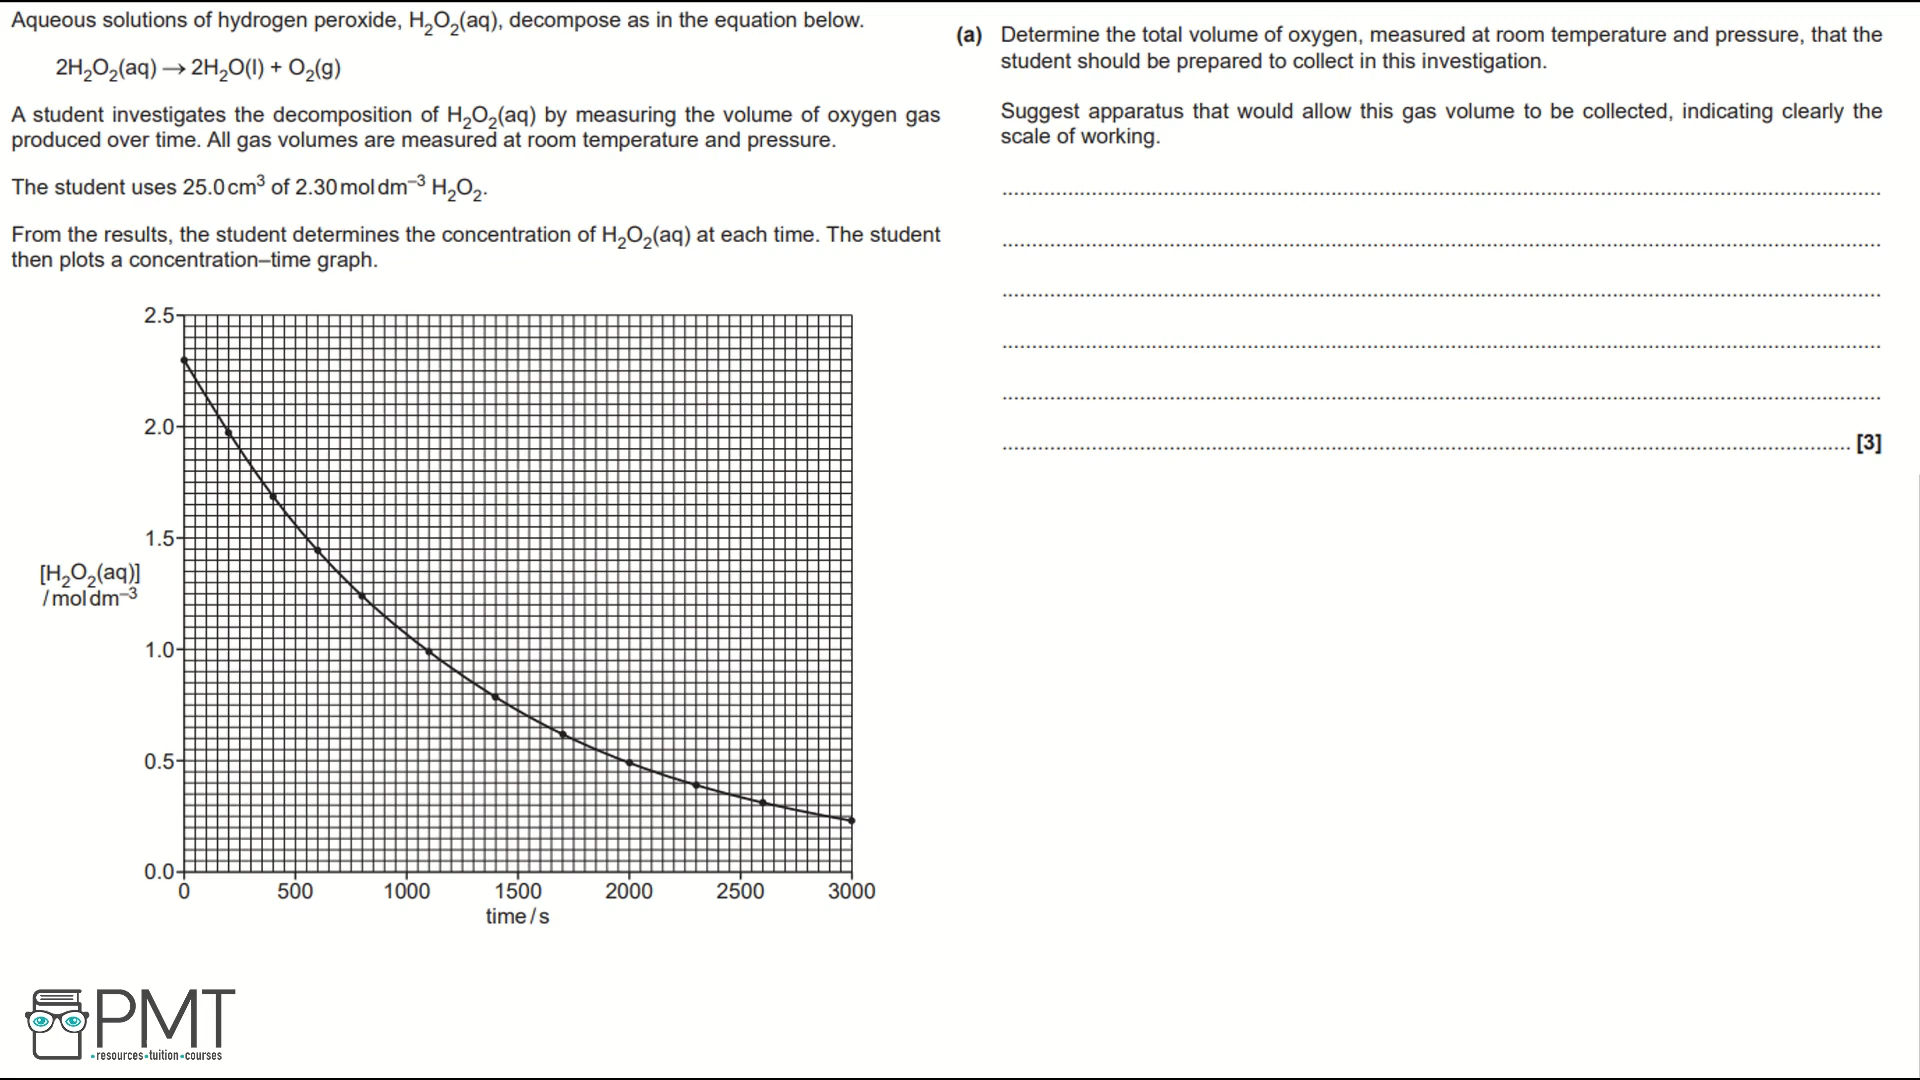 Aqueous solutions of hydrogen peroxide, H₂O₂(aq), decompose as in the equation below.
2H₂O₂(aq) → 2H₂O(l) + O₂(g)
A student investigates the decomposition of H₂O₂(aq) by measuring the volume of oxygen gas
produced over time. All gas volumes are measured at room temperature and pressure.
The student uses 25.0 cm³ of 2.30 mol dm⁻³ H₂O₂.
From the results, the student determines the concentration of H₂O₂(aq) at each time. The student
then plots a concentration–time graph.
2.5
2.0
1.5
[H₂O₂(aq)]
/ mol dm⁻³
1.0
0.5
0.0
0 500 1000 1500 2000 2500 3000
time / s
(a) Determine the total volume of oxygen, measured at room temperature and pressure, that the
student should be prepared to collect in this investigation.
Suggest apparatus that would allow this gas volume to be collected, indicating clearly the
scale of working.
[3]
PMT
•resources•tuition•courses